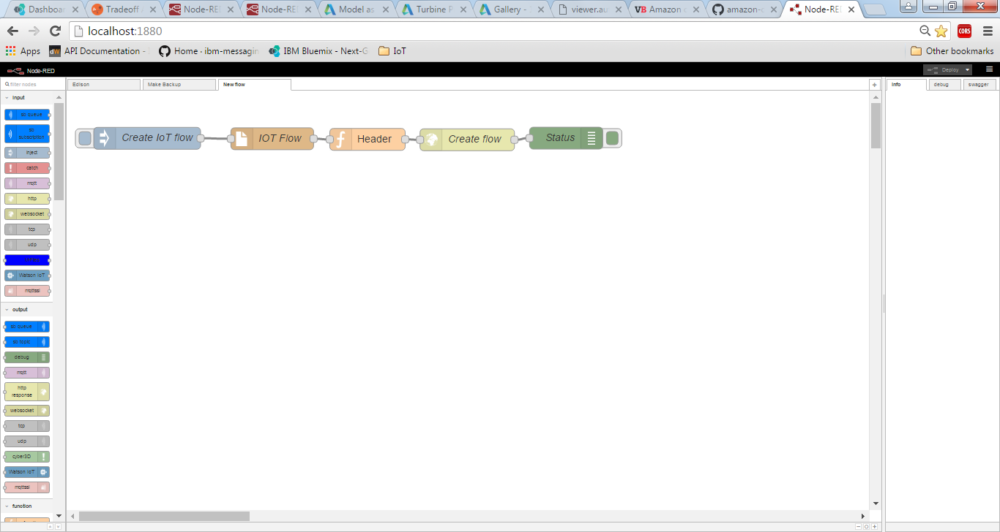 Dashboar Tradeoff A Node-RED Node-RED Model as Turbine P Gallery - viewer.au VB Amazon amazon- Node-RE
localhost:1880 CORS
Apps dW API Documentation - Home · ibm-messagin IBM Bluemix - Next-G IoT Other bookmarks
Node-RED Deploy
filter nodes Edison Make Backup New flow + info debug swagger
input
sb queue
sb
subscription
inject
catch
mqtt
http
websocket
tcp
udp
Watson IoT
mqttssl
Create IoT flow IOT Flow Header Create flow Status
output
sb queue
sb topic
debug
mqtt
http
response
websocket
tcp
udp
cyber3D
Watson IoT
mqttssl
function